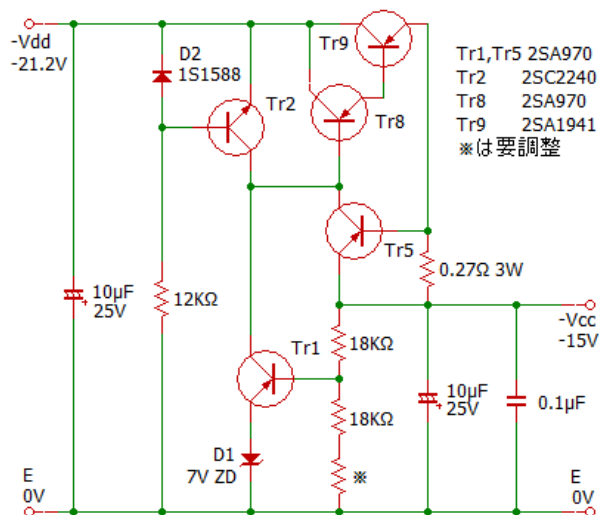 -Vdd
-21.2V
D2
1S1588
Tr2
Tr9
Tr8
Tr1,Tr5 2SA970
Tr2 2SC2240
Tr8 2SA970
Tr9 2SA1941
※は要調整
Tr5
0.27Ω 3W
10μF
25V
12KΩ
-Vcc
-15V
18KΩ
Tr1
18KΩ
10μF
25V
0.1μF
D1
7V ZD
※
E
0V
E
0V